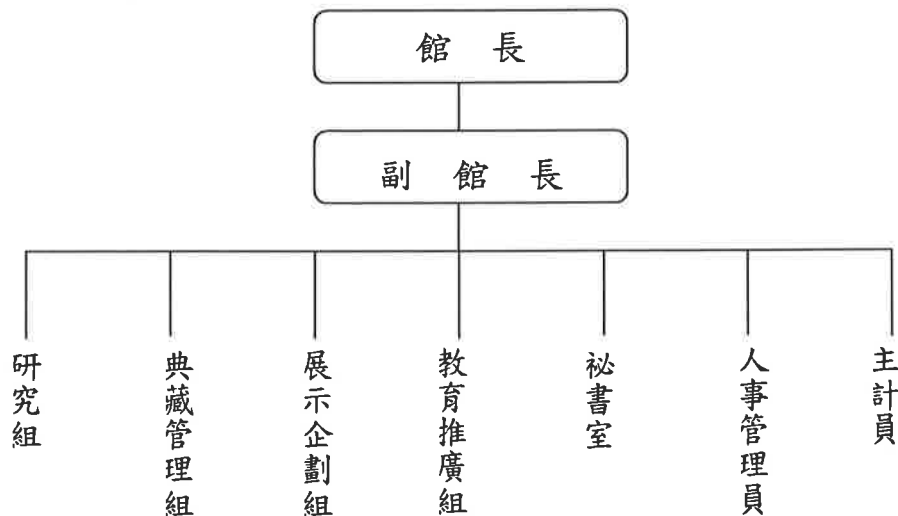 館長
副館長
研究組
典藏管理組
展示企劃組
教育推廣組
祕書室
人事管理員
主計員